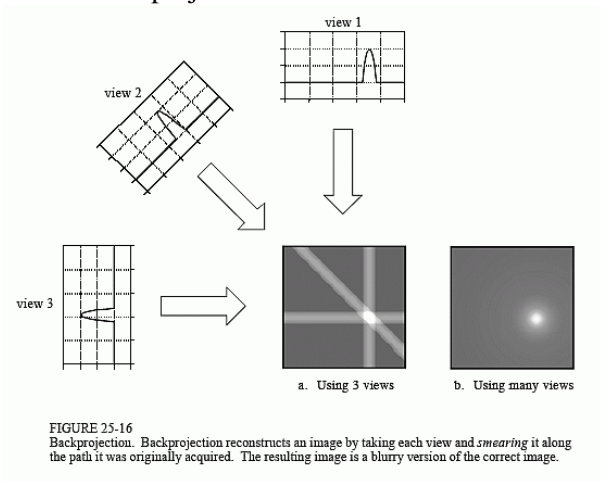 view 1
view 2
view 3
a. Using 3 views
b. Using many views
FIGURE 25-16
Backprojection. Backprojection reconstructs an image by taking each view and smearing it along
the path it was originally acquired. The resulting image is a blurry version of the correct image.